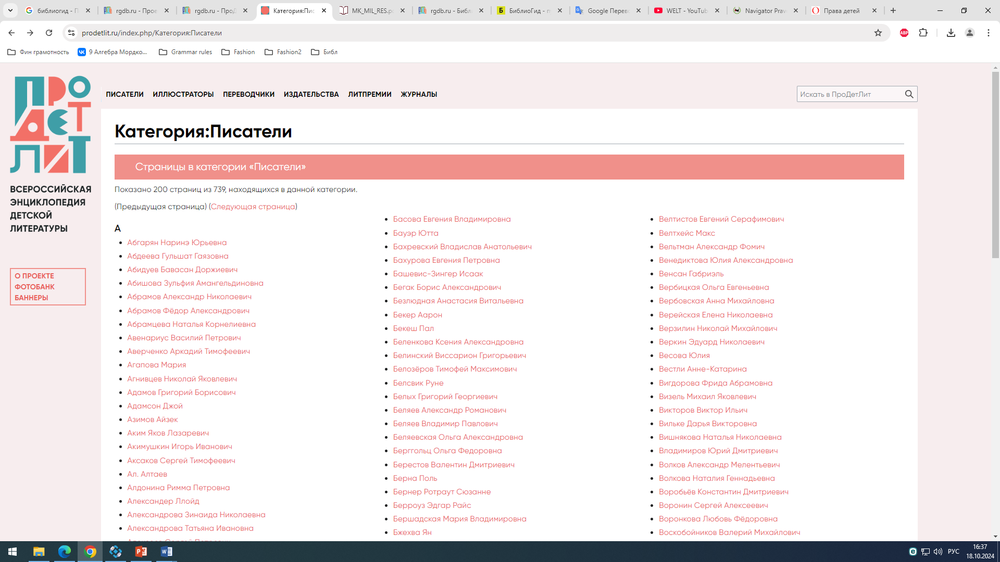 библиогид - П
rgdb.ru - Прое
rgdb.ru - ПроД
Категория:Пис
MK_MIL_RES.po
rgdb.ru - Библ
БиблиоГид - п
Google Перево
WELT - YouTub
Navigator Prav
Права детей
prodetlit.ru/index.php/Категория:Писатели
ABP
Фин грамотность
9 Алгебра Мордко...
Grammar rules
Fashion
Fashion2
Библ
ПРОДЕТЛИТ
ВСЕРОССИЙСКАЯ
ЭНЦИКЛОПЕДИЯ
ДЕТСКОЙ
ЛИТЕРАТУРЫ
О ПРОЕКТЕ
ФОТОБАНК
БАННЕРЫ
ПИСАТЕЛИ ИЛЛЮСТРАТОРЫ ПЕРЕВОДЧИКИ ИЗДАТЕЛЬСТВА ЛИТПРЕМИИ ЖУРНАЛЫ
Искать в ПроДетЛит
Категория:Писатели
Страницы в категории «Писатели»
Показано 200 страниц из 739, находящихся в данной категории.
(Предыдущая страница) (Следующая страница)
А
Абгарян Наринэ Юрьевна
Абдеева Гульшат Гаязовна
Абидуев Бавасан Доржиевич
Абишова Зульфия Амангельдиновна
Абрамов Александр Николаевич
Абрамов Фёдор Александрович
Абрамцева Наталья Корнелиевна
Авенариус Василий Петрович
Аверченко Аркадий Тимофеевич
Агапова Мария
Агнивцев Николай Яковлевич
Адамов Григорий Борисович
Адамсон Джой
Азимов Айзек
Аким Яков Лазаревич
Акимушкин Игорь Иванович
Аксаков Сергей Тимофеевич
Ал. Алтаев
Алдонина Римма Петровна
Александер Ллойд
Александрова Зинаида Николаевна
Александрова Татьяна Ивановна
Басова Евгения Владимировна
Бауэр Ютта
Бахревский Владислав Анатольевич
Бахурова Евгения Петровна
Башевис-Зингер Исаак
Бегак Борис Александрович
Безлюдная Анастасия Витальевна
Бекер Аарон
Бекеш Пал
Беленкова Ксения Александровна
Белинский Виссарион Григорьевич
Белозёров Тимофей Максимович
Белсвик Руне
Белых Григорий Георгиевич
Беляев Александр Романович
Беляев Владимир Павлович
Беляевская Ольга Александровна
Берггольц Ольга Федоровна
Берестов Валентин Дмитриевич
Берна Поль
Бернер Ротраут Сюзанне
Берроуз Эдгар Райс
Бершадская Мария Владимировна
Бжехва Ян
Велтистов Евгений Серафимович
Велтхейс Макс
Вельтман Александр Фомич
Венедиктова Юлия Александровна
Венсан Габриэль
Вербицкая Ольга Евгеньевна
Вербовская Анна Михайловна
Верейская Елена Николаевна
Верзилин Николай Михайлович
Веркин Эдуард Николаевич
Весова Юлия
Вестли Анне-Катарина
Вигдорова Фрида Абрамовна
Визель Михаил Яковлевич
Викторов Виктор Ильич
Вильке Дарья Викторовна
Вишнякова Наталья Николаевна
Владимиров Юрий Дмитриевич
Волков Александр Мелентьевич
Волкова Наталия Геннадьевна
Воробьёв Константин Дмитриевич
Воронин Сергей Алексеевич
Воронкова Любовь Фёдоровна
Воскобойников Валерий Михайлович
РУС
16:37
18.10.2024